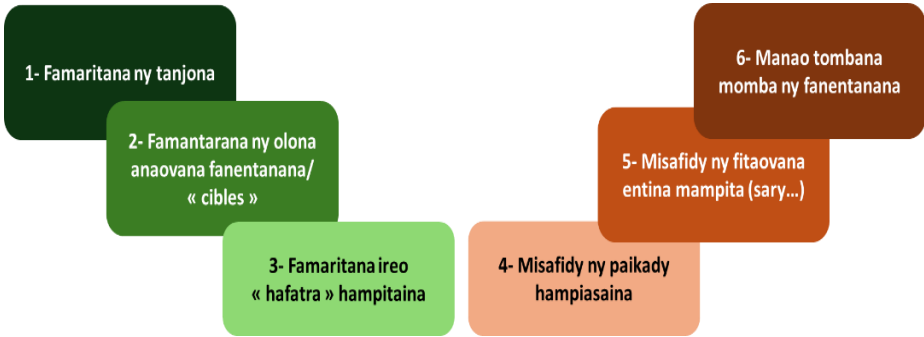 1- Famaritana ny tanjona
2- Famantarana ny olona
anaovana fanentanana/
« cibles »
3- Famaritana ireo
« hafatra » hampitaina
4- Misafidy ny paikady
hampiasaina
5- Misafidy ny fitaovana
entina mampita (sary...)
6- Manao tombana
momba ny fanentanana